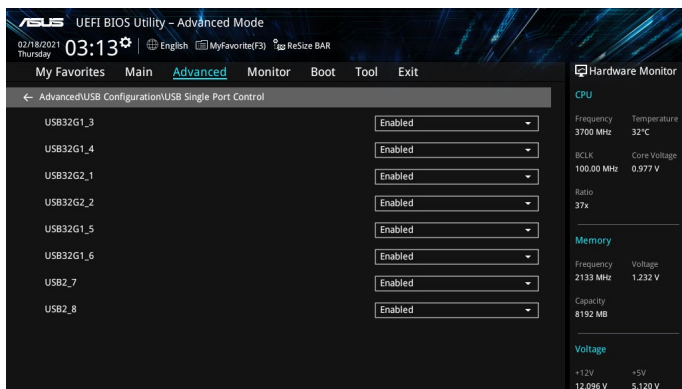 ASUS UEFI BIOS Utility – Advanced Mode
02/18/2021
Thursday
03:13
English MyFavorite(F3) ReSize BAR
My Favorites Main Advanced Monitor Boot Tool Exit
← Advanced\USB Configuration\USB Single Port Control
USB32G1_3 Enabled
USB32G1_4 Enabled
USB32G2_1 Enabled
USB32G2_2 Enabled
USB32G1_5 Enabled
USB32G1_6 Enabled
USB2_7 Enabled
USB2_8 Enabled
Hardware Monitor
CPU
Frequency Temperature
3700 MHz 32°C
BCLK Core Voltage
100.00 MHz 0.977 V
Ratio
37x
Memory
Frequency Voltage
2133 MHz 1.232 V
Capacity
8192 MB
Voltage
+12V +5V
12.096 V 5.120 V